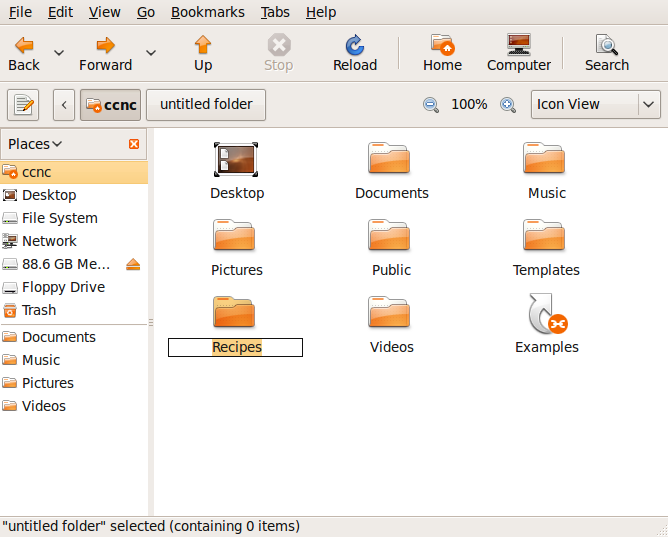 File Edit View Go Bookmarks Tabs Help
Back Forward Up Stop Reload Home Computer Search
ccnc untitled folder 100% Icon View
Places
ccnc
Desktop
File System
Network
88.6 GB Me...
Floppy Drive
Trash
Documents
Music
Pictures
Videos
Desktop Documents Music
Pictures Public Templates
Recipes Videos Examples
"untitled folder" selected (containing 0 items)